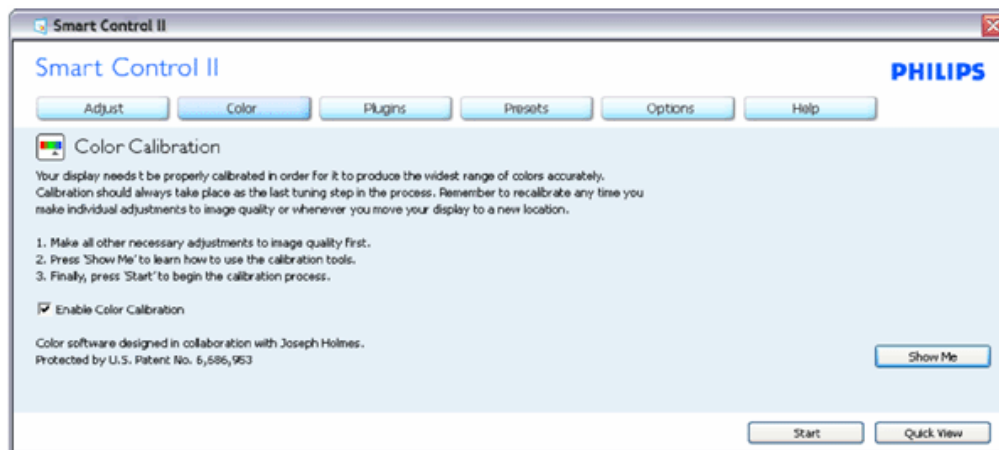 Smart Control II
Smart Control II
PHILIPS
Adjust
Color
Plugins
Presets
Options
Help
Color Calibration
Your display needs t be properly calibrated in order for it to produce the widest range of colors accurately.
Calibration should always take place as the last tuning step in the process. Remember to recalibrate any time you
make individual adjustments to image quality or whenever you move your display to a new location.
1. Make all other necessary adjustments to image quality first.
2. Press 'Show Me' to learn how to use the calibration tools.
3. Finally, press 'Start' to begin the calibration process.
Enable Color Calibration
Color software designed in collaboration with Joseph Holmes.
Protected by U.S. Patent No. 6,686,953
Show Me
Start
Quick View